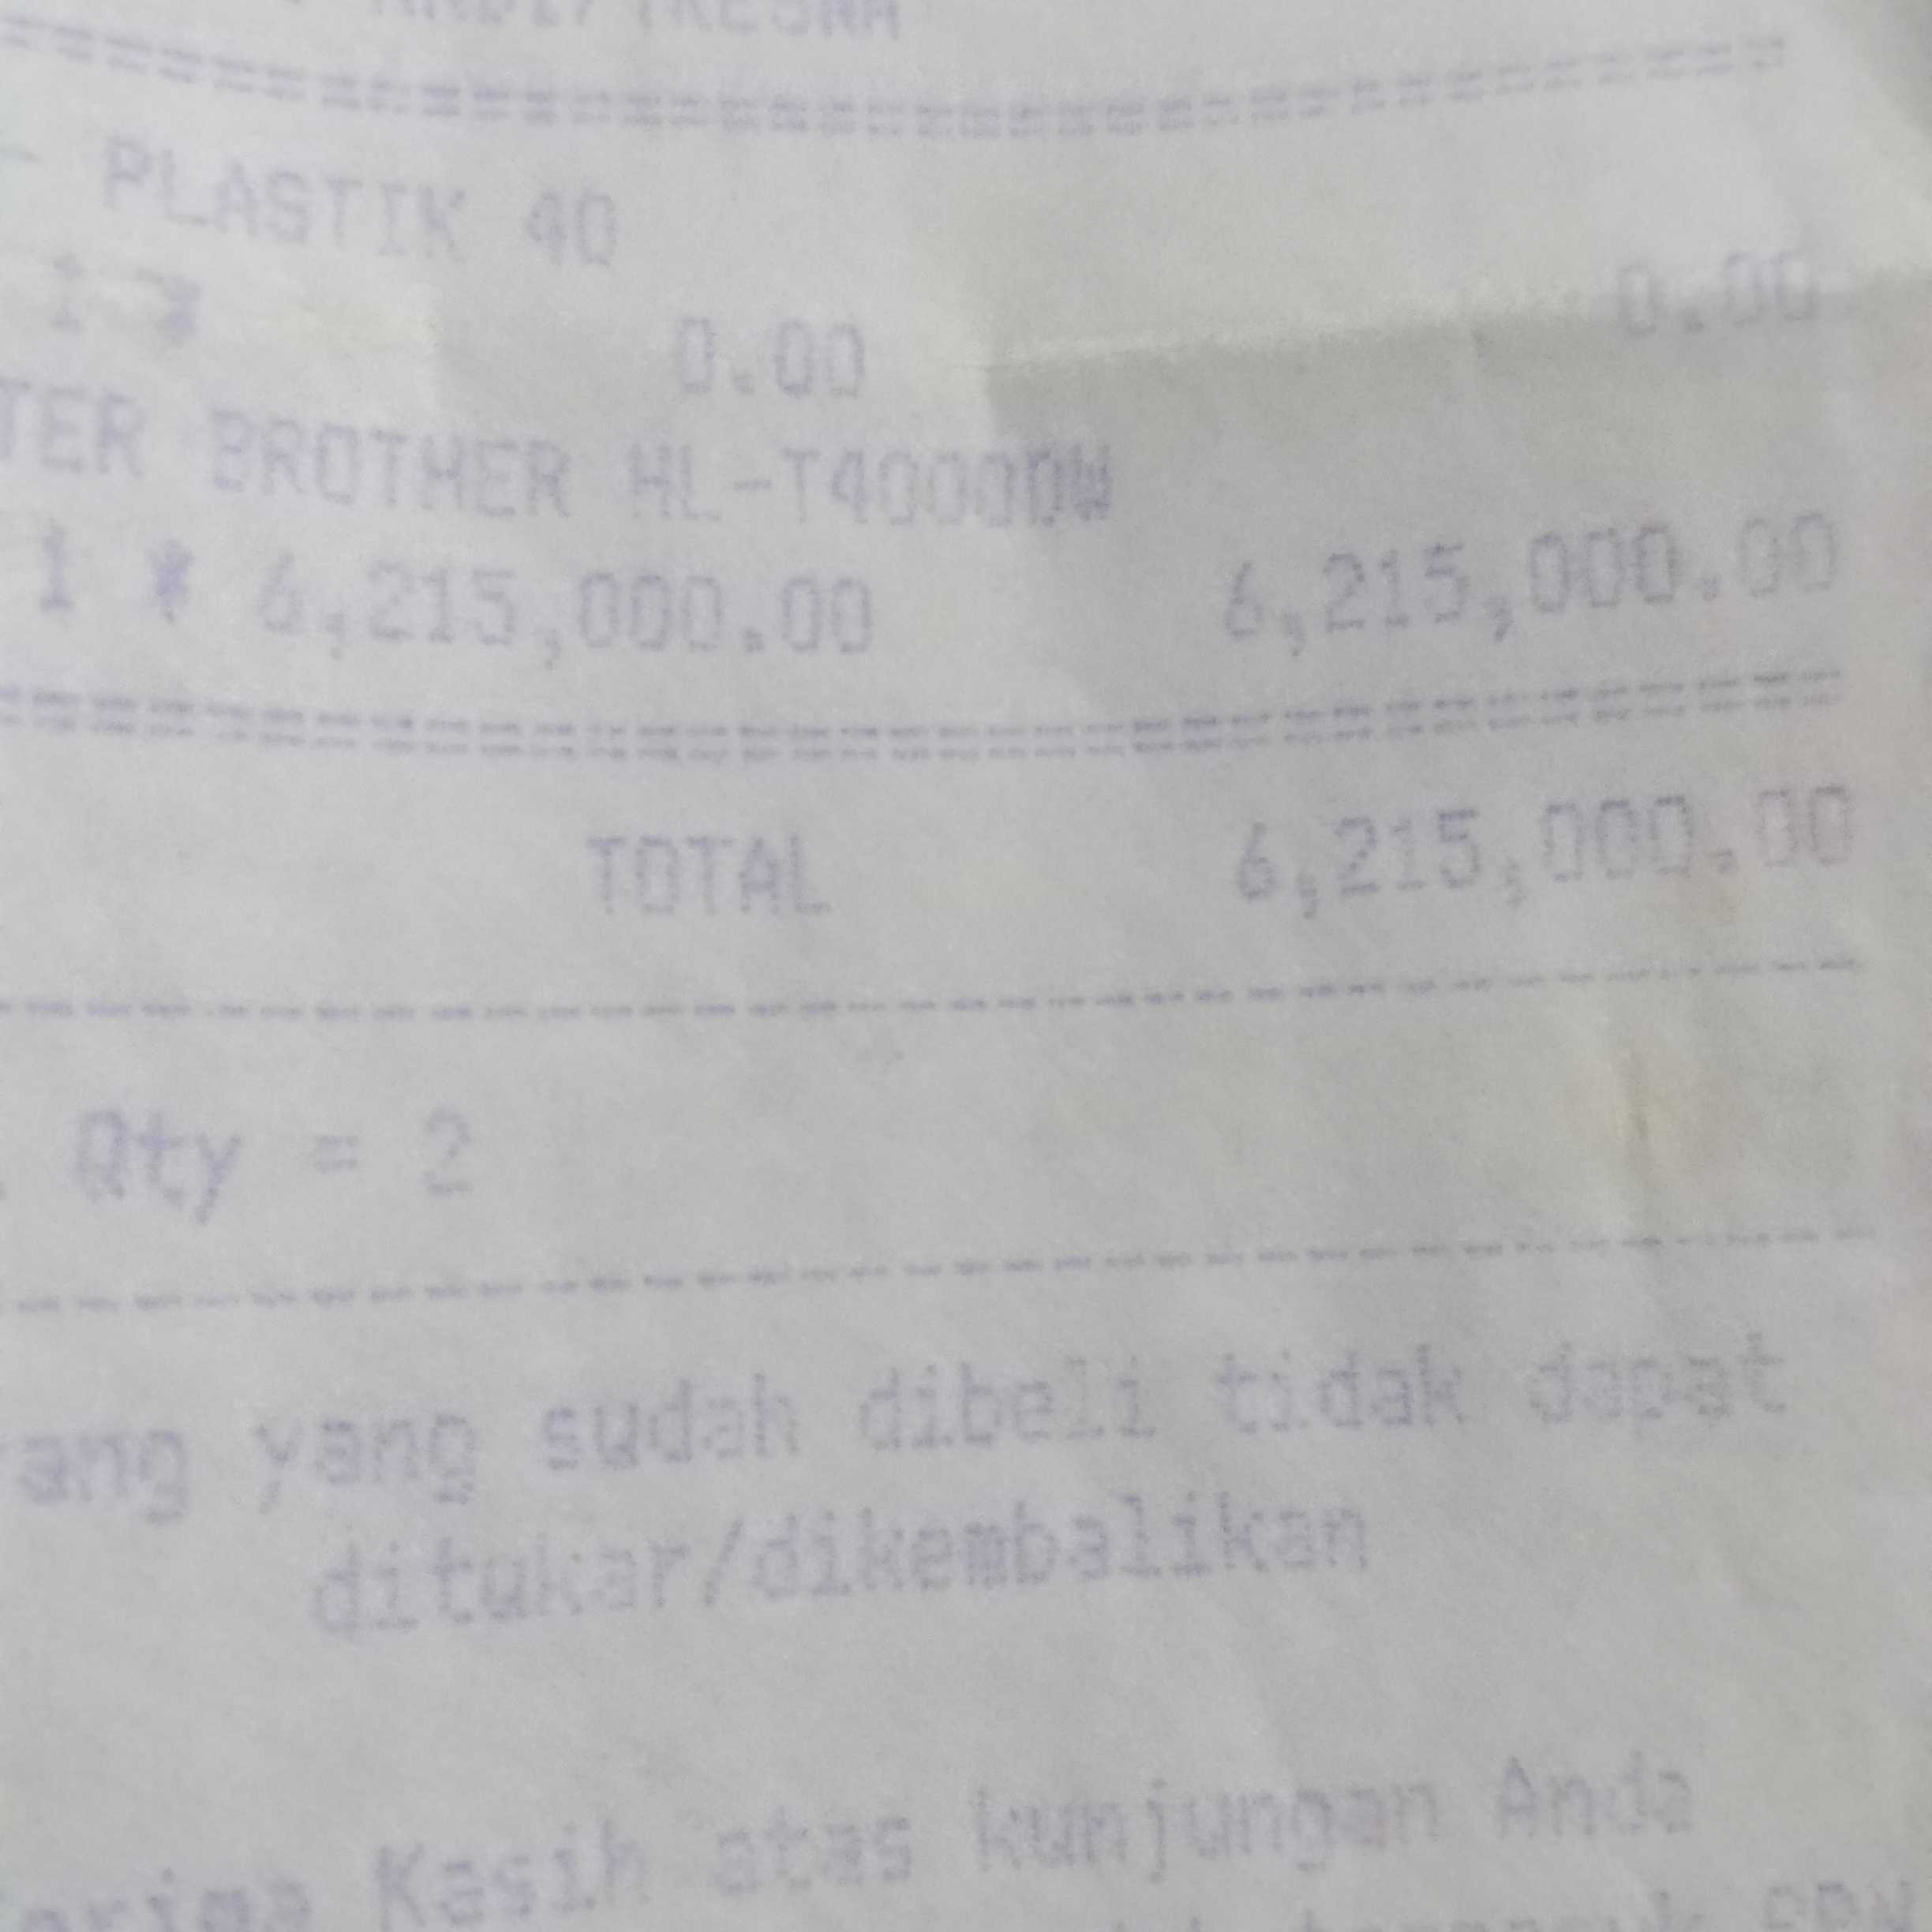 - PLASTIK 40
1 * 0.00 0.00
TER BROTHER HL-T4000DW
1 * 6,215,000.00 6,215,000.00
TOTAL 6,215,000.00
Qty = 2
ang yang sudah dibeli tidak dapat
ditukar/dikembalikan
Kasih atas kunjungan Anda